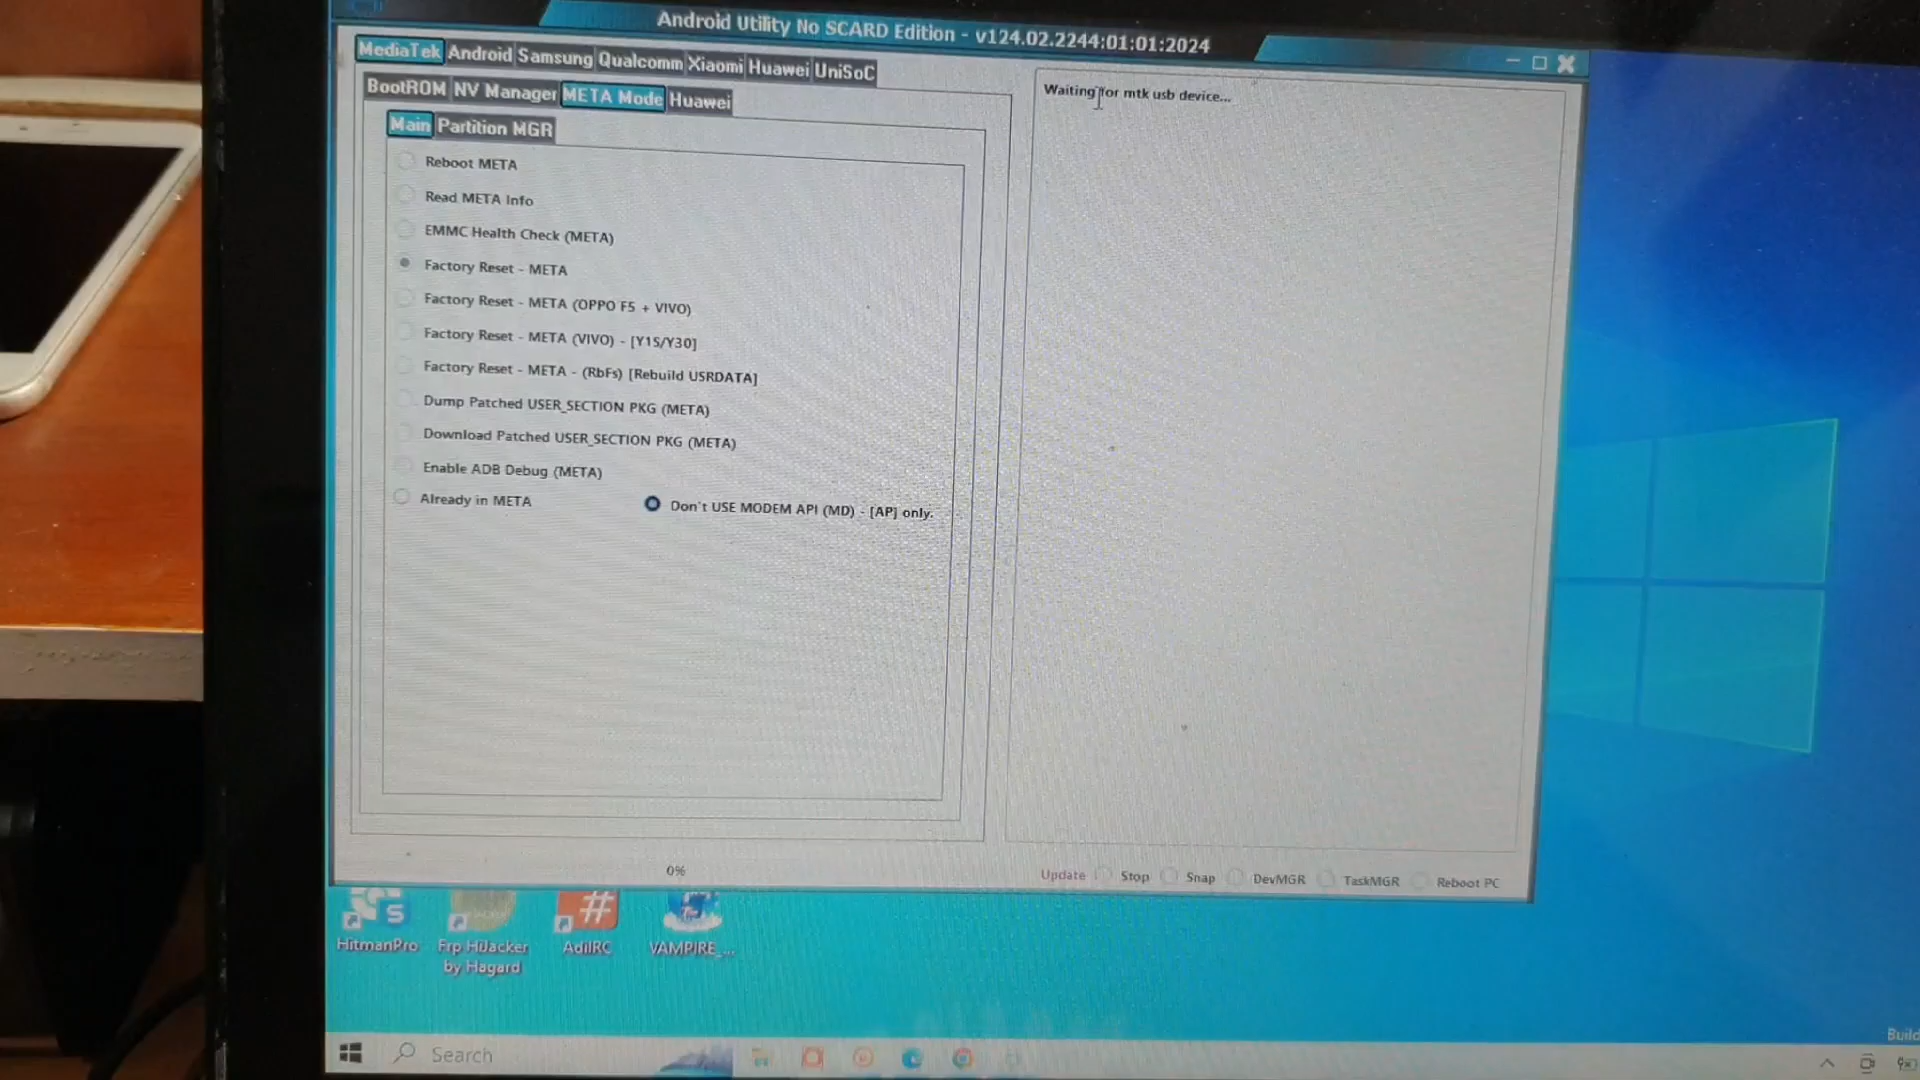 Android Utility No SCARD Edition - v124.02.2244:01:01:2024
MediaTek Android Samsung Qualcomm Xiaomi Huawei UniSoC
BootROM NV Manager META Mode Huawei
Main Partition MGR
Reboot META
Read META Info
EMMC Health Check (META)
Factory Reset - META
Factory Reset - META (OPPO F5 + VIVO)
Factory Reset - META (VIVO) - [Y1S/Y30]
Factory Reset - META - (RbFs) [Rebuild USRDATA]
Dump Patched USER_SECTION PKG (META)
Download Patched USER_SECTION PKG (META)
Enable ADB Debug (META)
Already in META
Don't USE MODEM API (MD) - [AP] only.
Waiting for mtk usb device...
0%
Update Stop Snap DevMGR TaskMGR Reboot PC
HitmanPro
Frp HiJacker
by Hagard
AdiIRC
VAMPIRE_...
Build
Search